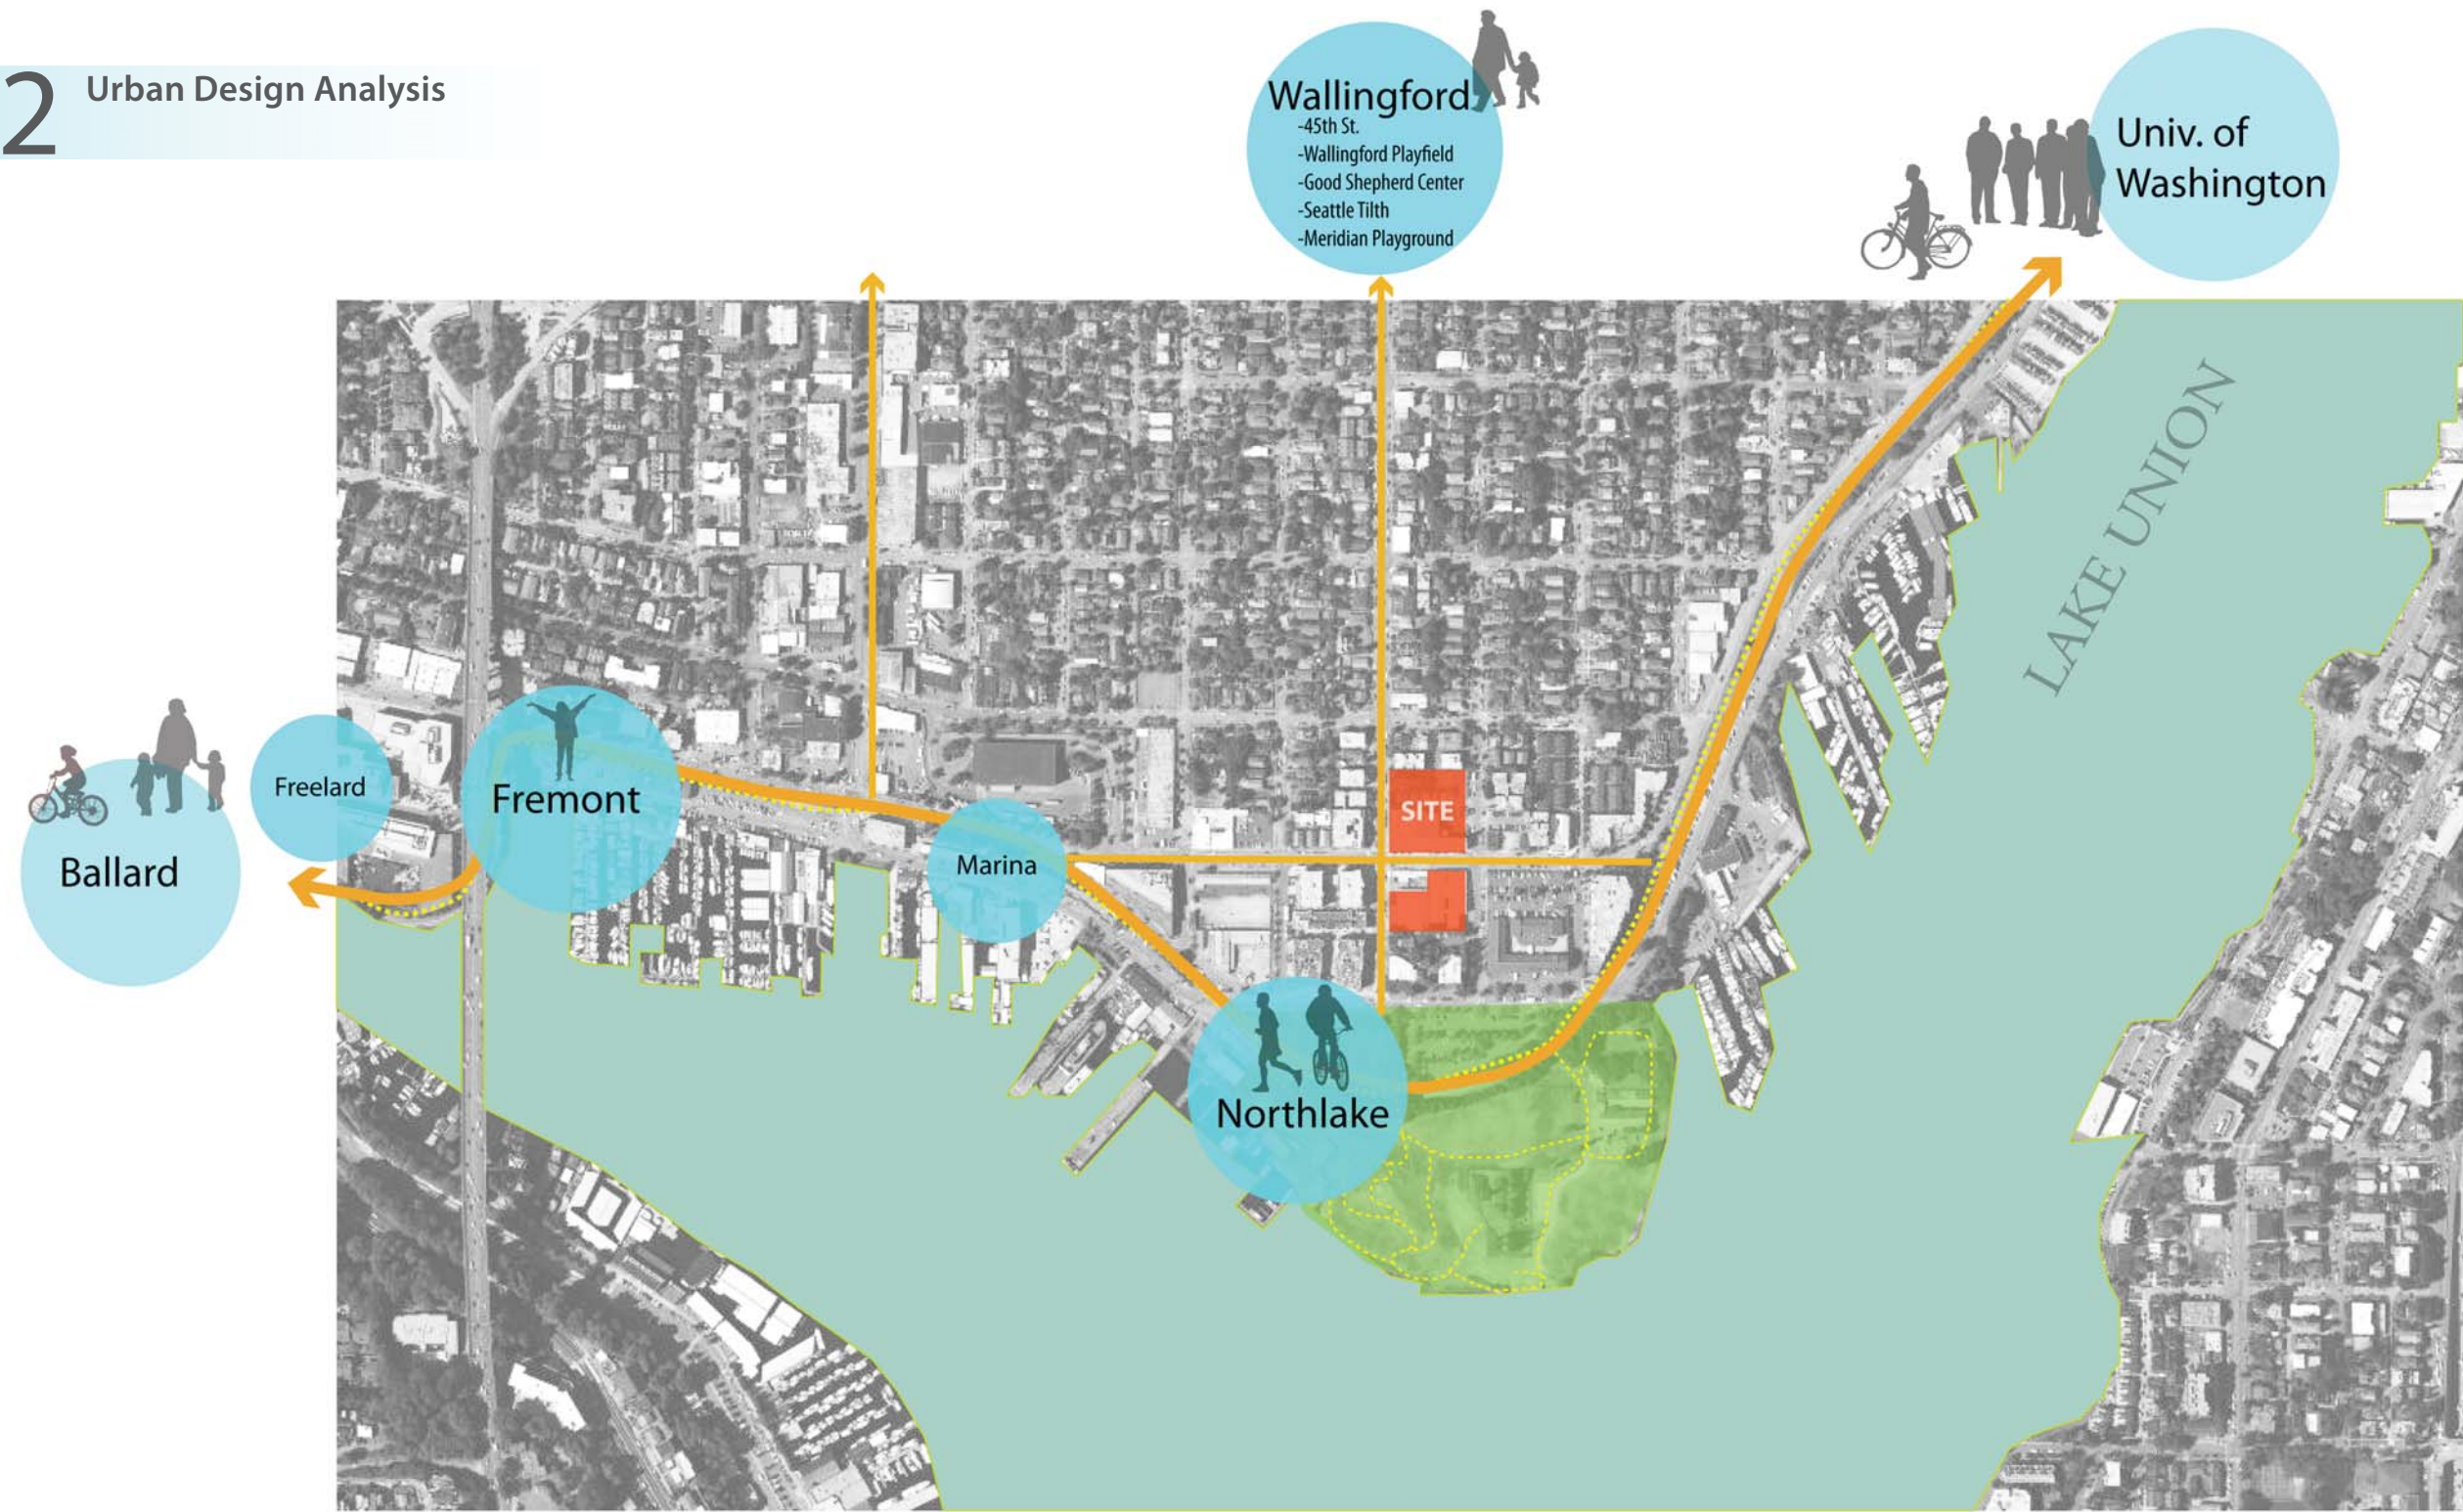 2
Urban Design Analysis
Wallingford
-45th St.
-Wallingford Playfield
-Good Shepherd Center
-Seattle Tilth
-Meridian Playground
Univ. of
Washington
LAKE UNION
Freelard
Fremont
Ballard
Marina
SITE
Northlake